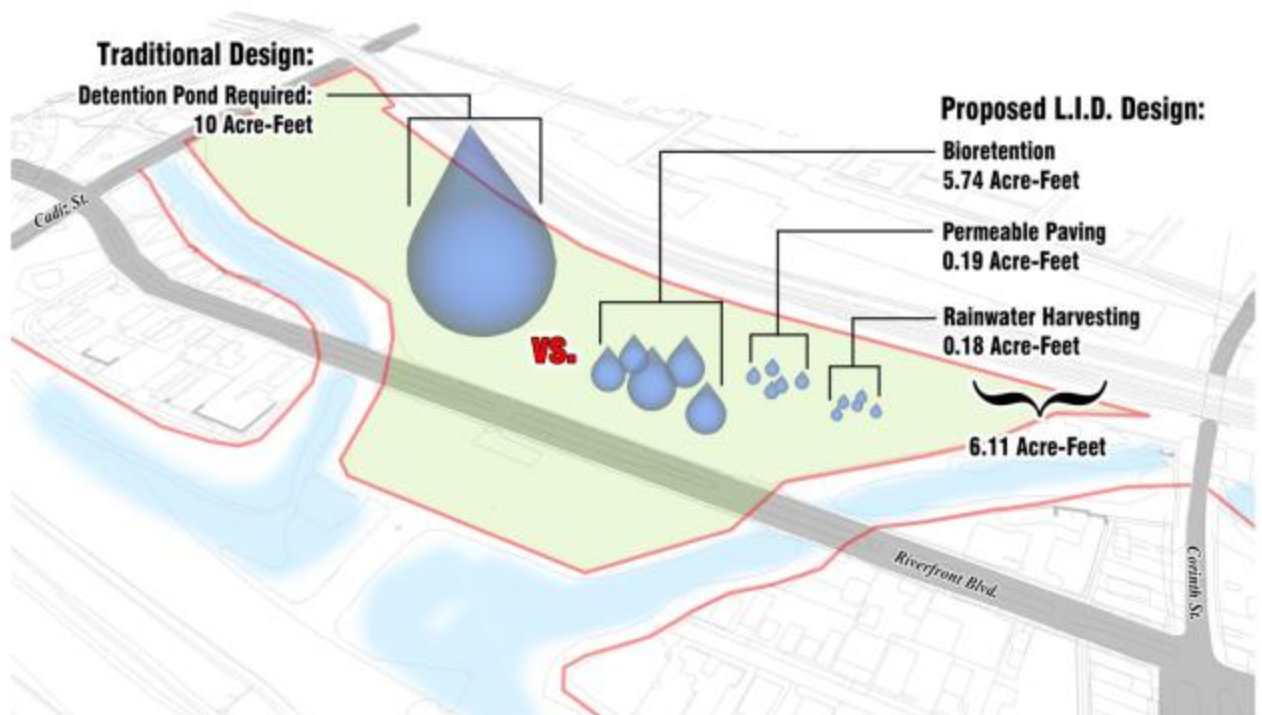 Traditional Design:
Detention Pond Required:
10 Acre-Feet
Proposed L.I.D. Design:
Bioretention
5.74 Acre-Feet
Permeable Paving
0.19 Acre-Feet
Rainwater Harvesting
0.18 Acre-Feet
vs.
6.11 Acre-Feet
Cadiz St.
Riverfront Blvd.
Corinth St.